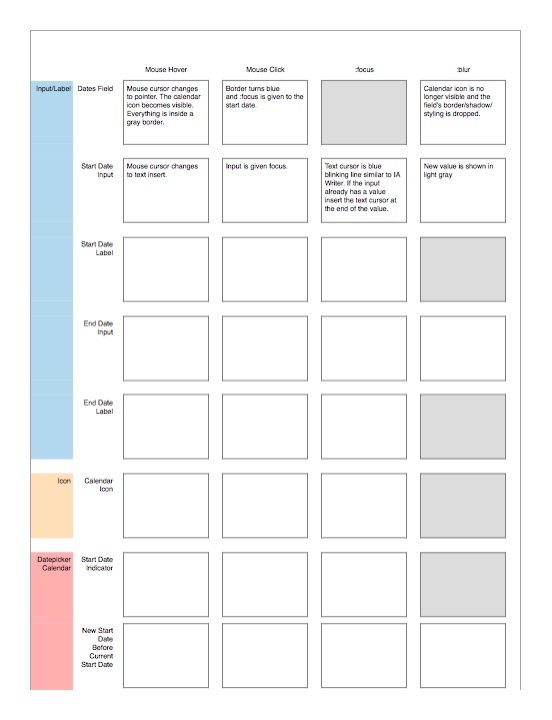 Mouse Hover
Mouse Click
:focus
:blur
Input/Label
Dates Field
Mouse cursor changes
to pointer. The calendar
icon becomes visible.
Everything is inside a
gray border.
Border turns blue
and :focus is given to the
start date.
Calendar icon is no
longer visible and the
field's border/shadow/
styling is dropped.
Start Date
Input
Mouse cursor changes
to text insert.
Input is given focus.
Text cursor is blue
blinking line similar to IA
Writer. If the input
already has a value
insert the text cursor at
the end of the value.
New value is shown in
light gray
Start Date
Label
End Date
Input
End Date
Label
Icon
Calendar
Icon
Datepicker
Calendar
Start Date
Indicator
New Start
Date
Before
Current
Start Date